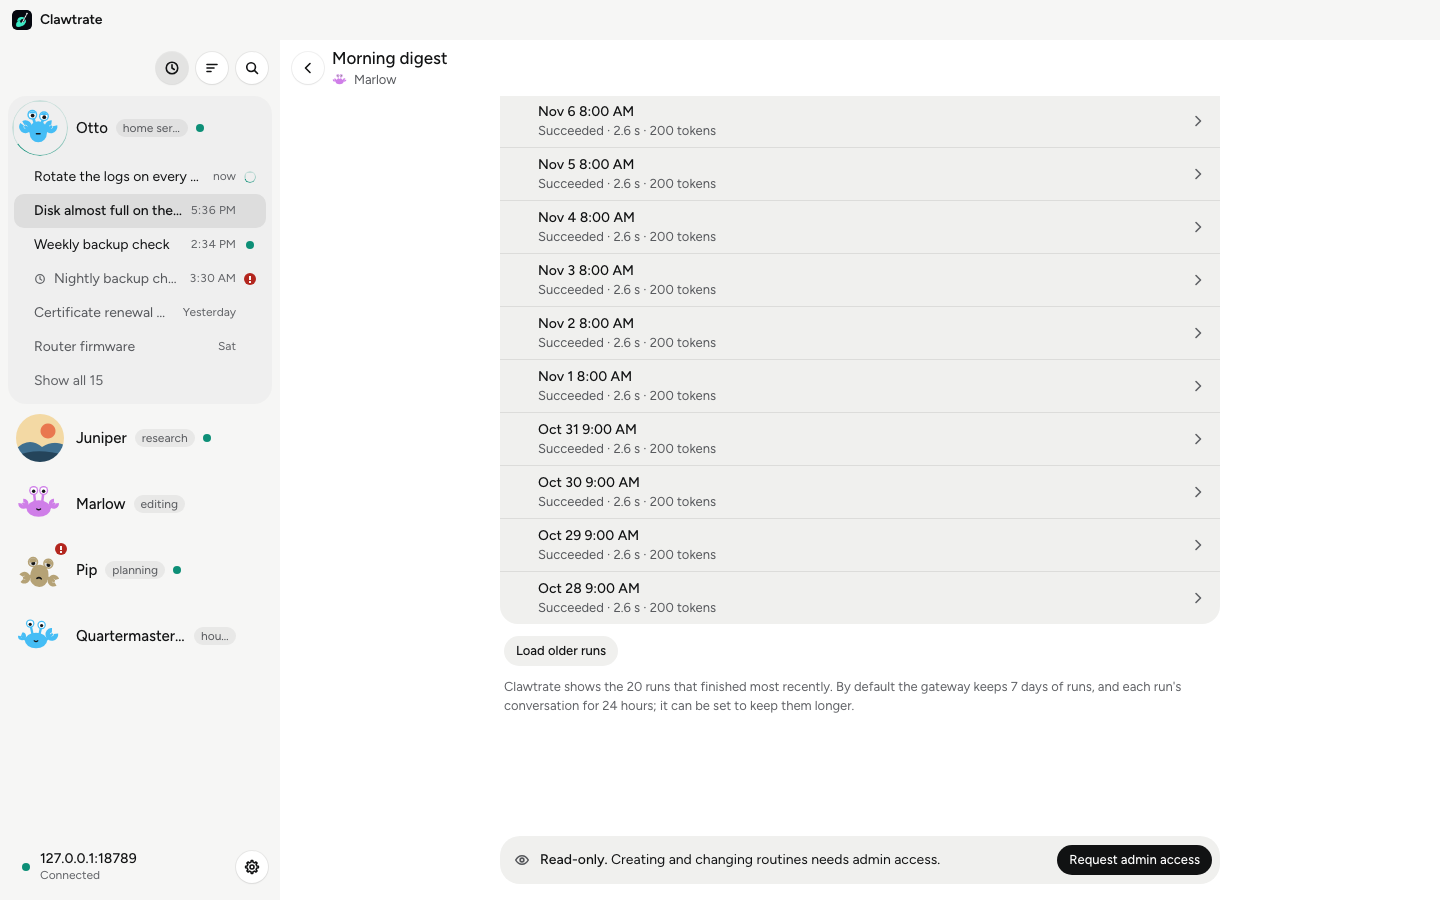 Clawtrate
Morning digest
Marlow
Otto
home ser...
Rotate the logs on every ...
now
Disk almost full on the...
5:36 PM
Weekly backup check
2:34 PM
Nightly backup ch...
3:30 AM
Certificate renewal ...
Yesterday
Router firmware
Sat
Show all 15
Juniper
research
Marlow
editing
Pip
planning
Quartermaster...
hou...
127.0.0.1:18789
Connected
Nov 6 8:00 AM
Succeeded · 2.6 s · 200 tokens
Nov 5 8:00 AM
Succeeded · 2.6 s · 200 tokens
Nov 4 8:00 AM
Succeeded · 2.6 s · 200 tokens
Nov 3 8:00 AM
Succeeded · 2.6 s · 200 tokens
Nov 2 8:00 AM
Succeeded · 2.6 s · 200 tokens
Nov 1 8:00 AM
Succeeded · 2.6 s · 200 tokens
Oct 31 9:00 AM
Succeeded · 2.6 s · 200 tokens
Oct 30 9:00 AM
Succeeded · 2.6 s · 200 tokens
Oct 29 9:00 AM
Succeeded · 2.6 s · 200 tokens
Oct 28 9:00 AM
Succeeded · 2.6 s · 200 tokens
Load older runs
Clawtrate shows the 20 runs that finished most recently. By default the gateway keeps 7 days of runs, and each run's
conversation for 24 hours; it can be set to keep them longer.
Read-only. Creating and changing routines needs admin access.
Request admin access